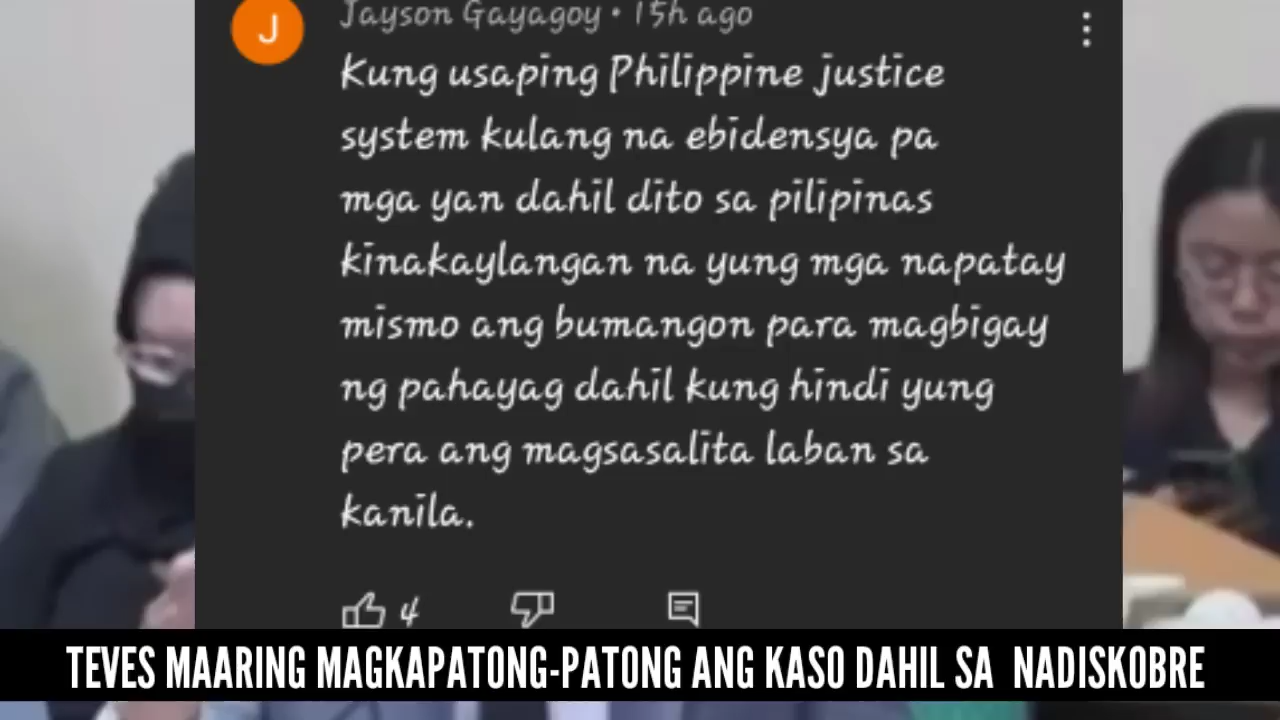 J
Jayson Gayagoy • 15h ago
Kung usaping Philippine justice
system kulang na ebidensya pa
mga yan dahil dito sa pilipinas
kinakaylangan na yung mga napatay
mismo ang bumangon para magbigay
ng pahayag dahil kung hindi yung
pera ang magsasalita laban sa
kanila.
4
TEVES MAARING MAGKAPATONG-PATONG ANG KASO DAHIL SA NADISKOBRE